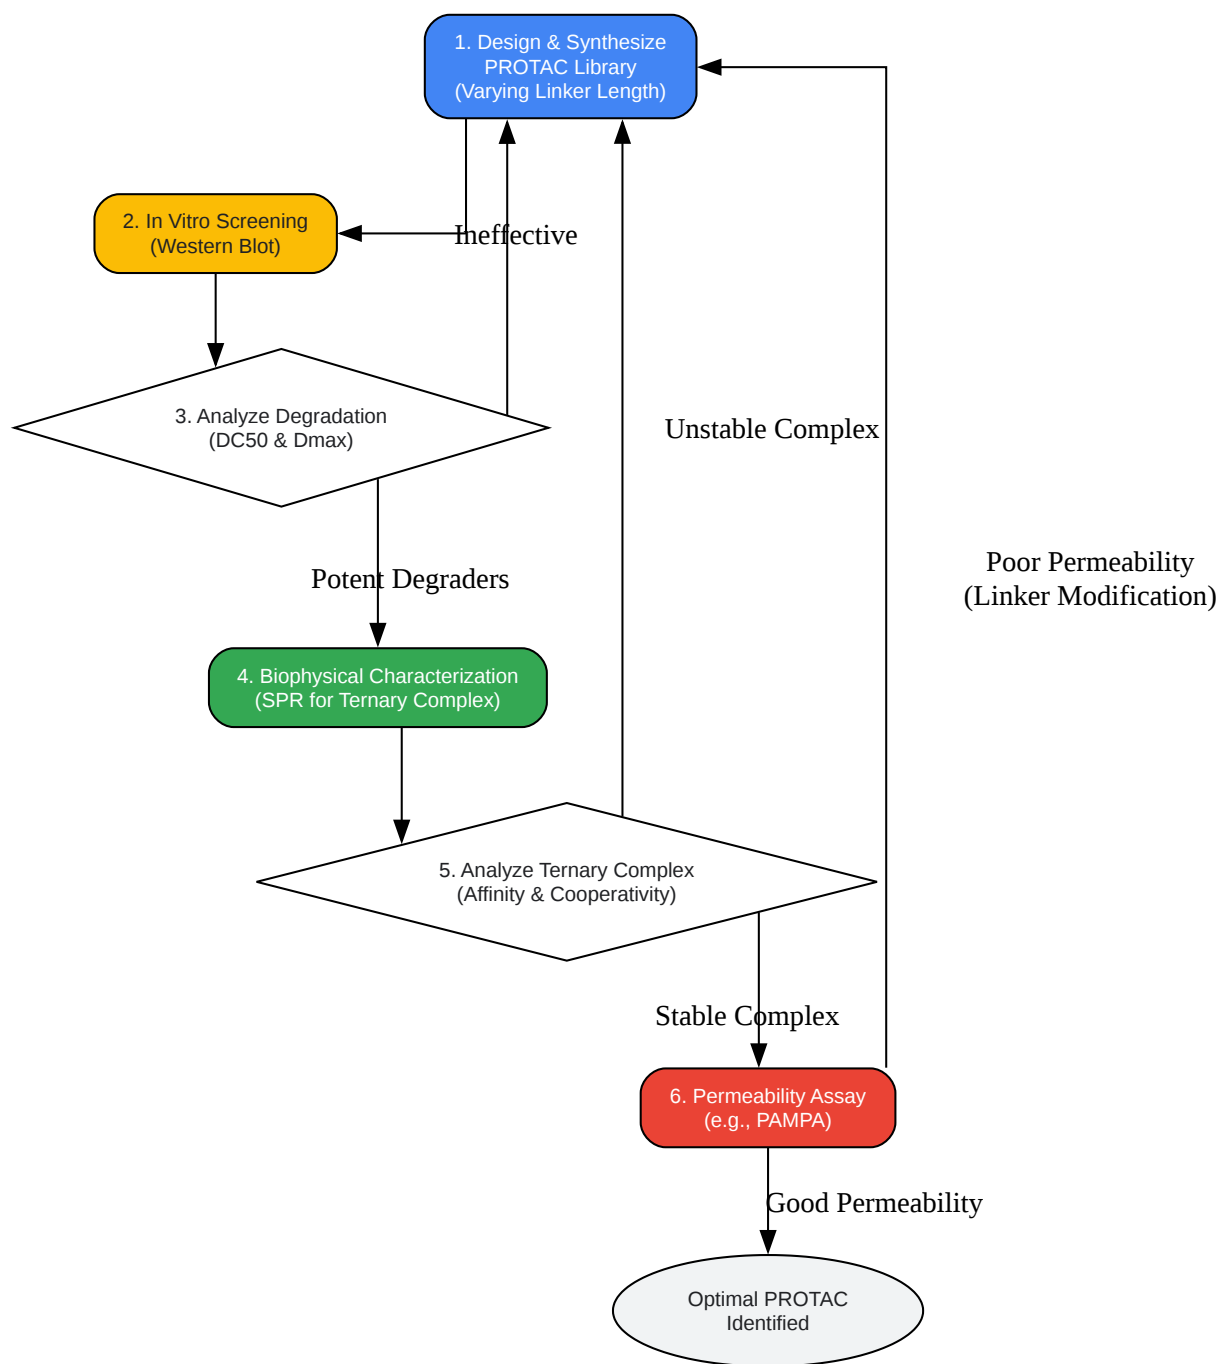 1. Design & Synthesize
PROTAC Library
(Varying Linker Length)
2. In Vitro Screening
(Western Blot)
Ineffective
3. Analyze Degradation
(DC50 & Dmax)
Unstable Complex
Poor Permeability
(Linker Modification)
Potent Degraders
4. Biophysical Characterization
(SPR for Ternary Complex)
5. Analyze Ternary Complex
(Affinity & Cooperativity)
Stable Complex
6. Permeability Assay
(e.g., PAMPA)
Good Permeability
Optimal PROTAC
Identified